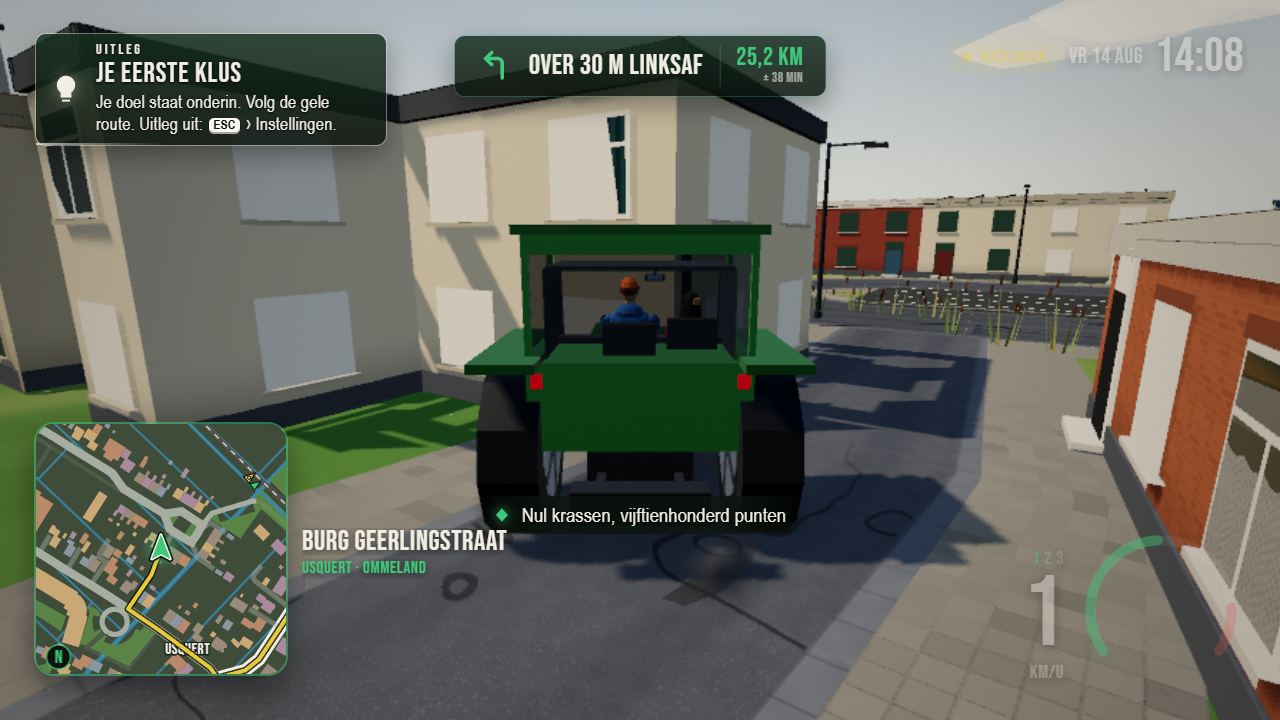 UITLEG
JE EERSTE KLUS
Je doel staat onderin. Volg de gele
route. Uitleg uit: ESC › Instellingen.
OVER 30 M LINKSAF
25,2 KM
± 38 MIN
VR 14 AUG 14:08
Nul krassen, vijftienhonderd punten
BURG GEERLINGSTRAAT
USQUERT · OMMELAND
USQUERT
N
1 2 3
1
KM/U